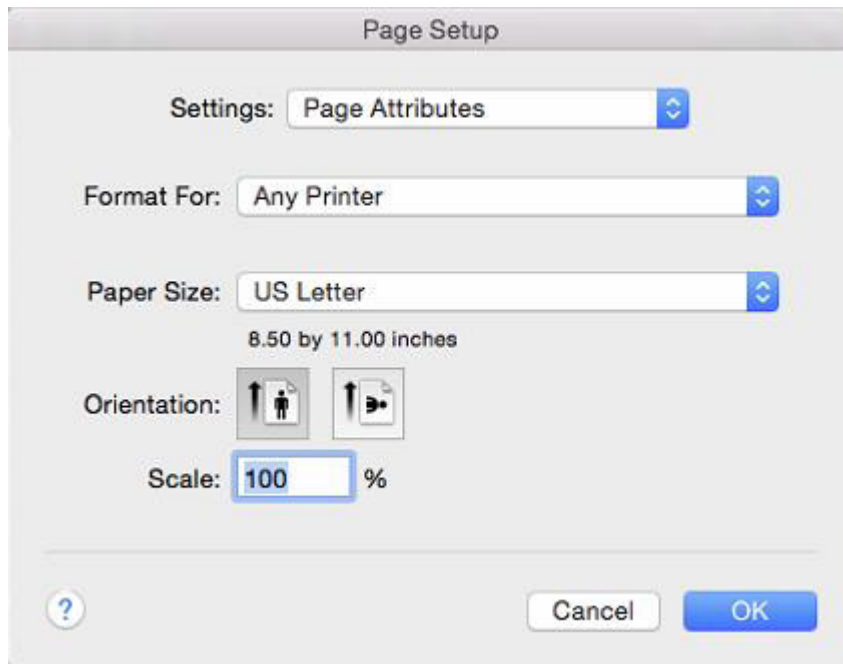 Page Setup
Settings: Page Attributes
Format For: Any Printer
Paper Size: US Letter
8.50 by 11.00 inches
Orientation:
Scale: 100 %
? Cancel OK